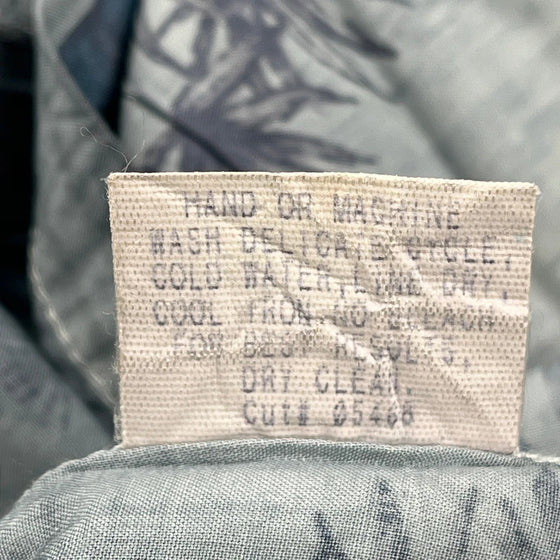 HAND OR MACHINE
WASH DELICATE CYCLE,
COLD WATER, LINE DRY,
COOL IRON NO BLEACH
FOR BEST RESULTS,
DRY CLEAN.
Cut# 05468